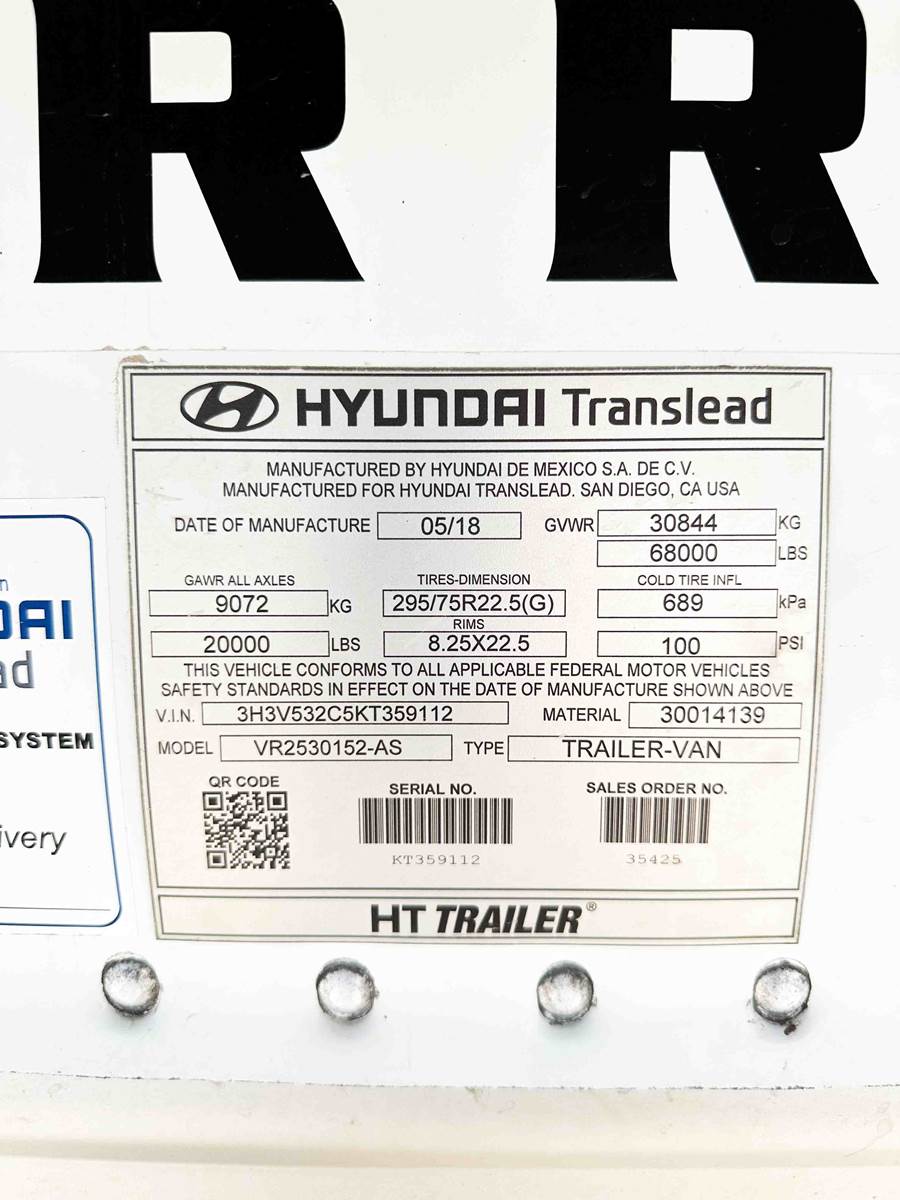 RR
HYUNDAI Translead
MANUFACTURED BY HYUNDAI DE MEXICO S.A. DE C.V.
MANUFACTURED FOR HYUNDAI TRANSLEAD. SAN DIEGO, CA USA
DATE OF MANUFACTURE 05/18 GVWR 30844 KG
68000 LBS
GAWR ALL AXLES TIRES-DIMENSION COLD TIRE INFL
9072 KG 295/75R22.5(G) 689 kPa
RIMS
20000 LBS 8.25X22.5 100 PSI
THIS VEHICLE CONFORMS TO ALL APPLICABLE FEDERAL MOTOR VEHICLES
SAFETY STANDARDS IN EFFECT ON THE DATE OF MANUFACTURE SHOWN ABOVE
V.I.N. 3H3V532C5KT359112 MATERIAL 30014139
MODEL VR2530152-AS TYPE TRAILER-VAN
QR CODE SERIAL NO. SALES ORDER NO.
KT359112 35425
HT TRAILER®
SYSTEM